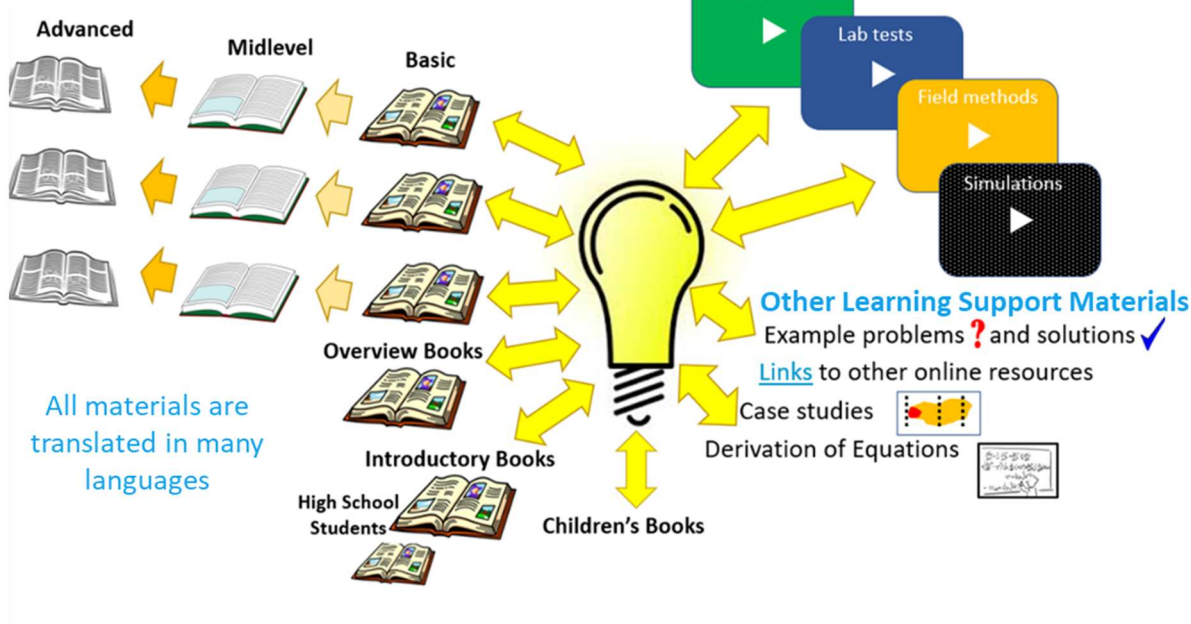 Advanced
Midlevel
Basic
Lab tests
Field methods
Simulations
Other Learning Support Materials
Example problems ? and solutions
Links to other online resources
Case studies
Derivation of Equations
Overview Books
All materials are
translated in many
languages
Introductory Books
High School
Students
Children's Books